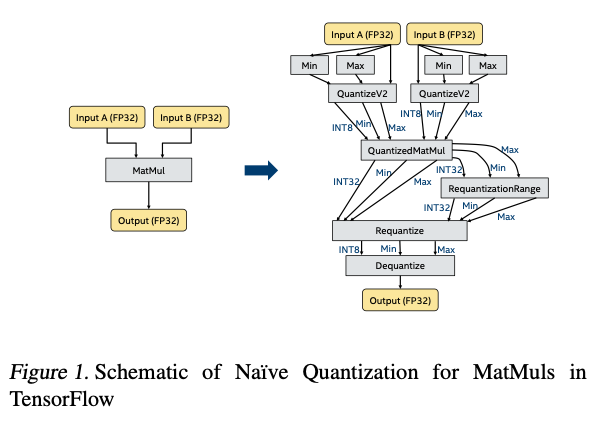 Input A (FP32) Input B (FP32)
Min Max Min Max
QuantizeV2 QuantizeV2
INT8 Min Max INT8 Min Max
Input A (FP32) Input B (FP32)
MatMul
Output (FP32)
QuantizedMatMul
INT32 Min Max INT32 Min Max
RequantizationRange
INT32 Min Max
Requantize
INT8 Min Max
Dequantize
Output (FP32)
Figure 1. Schematic of Naïve Quantization for MatMuls in
TensorFlow